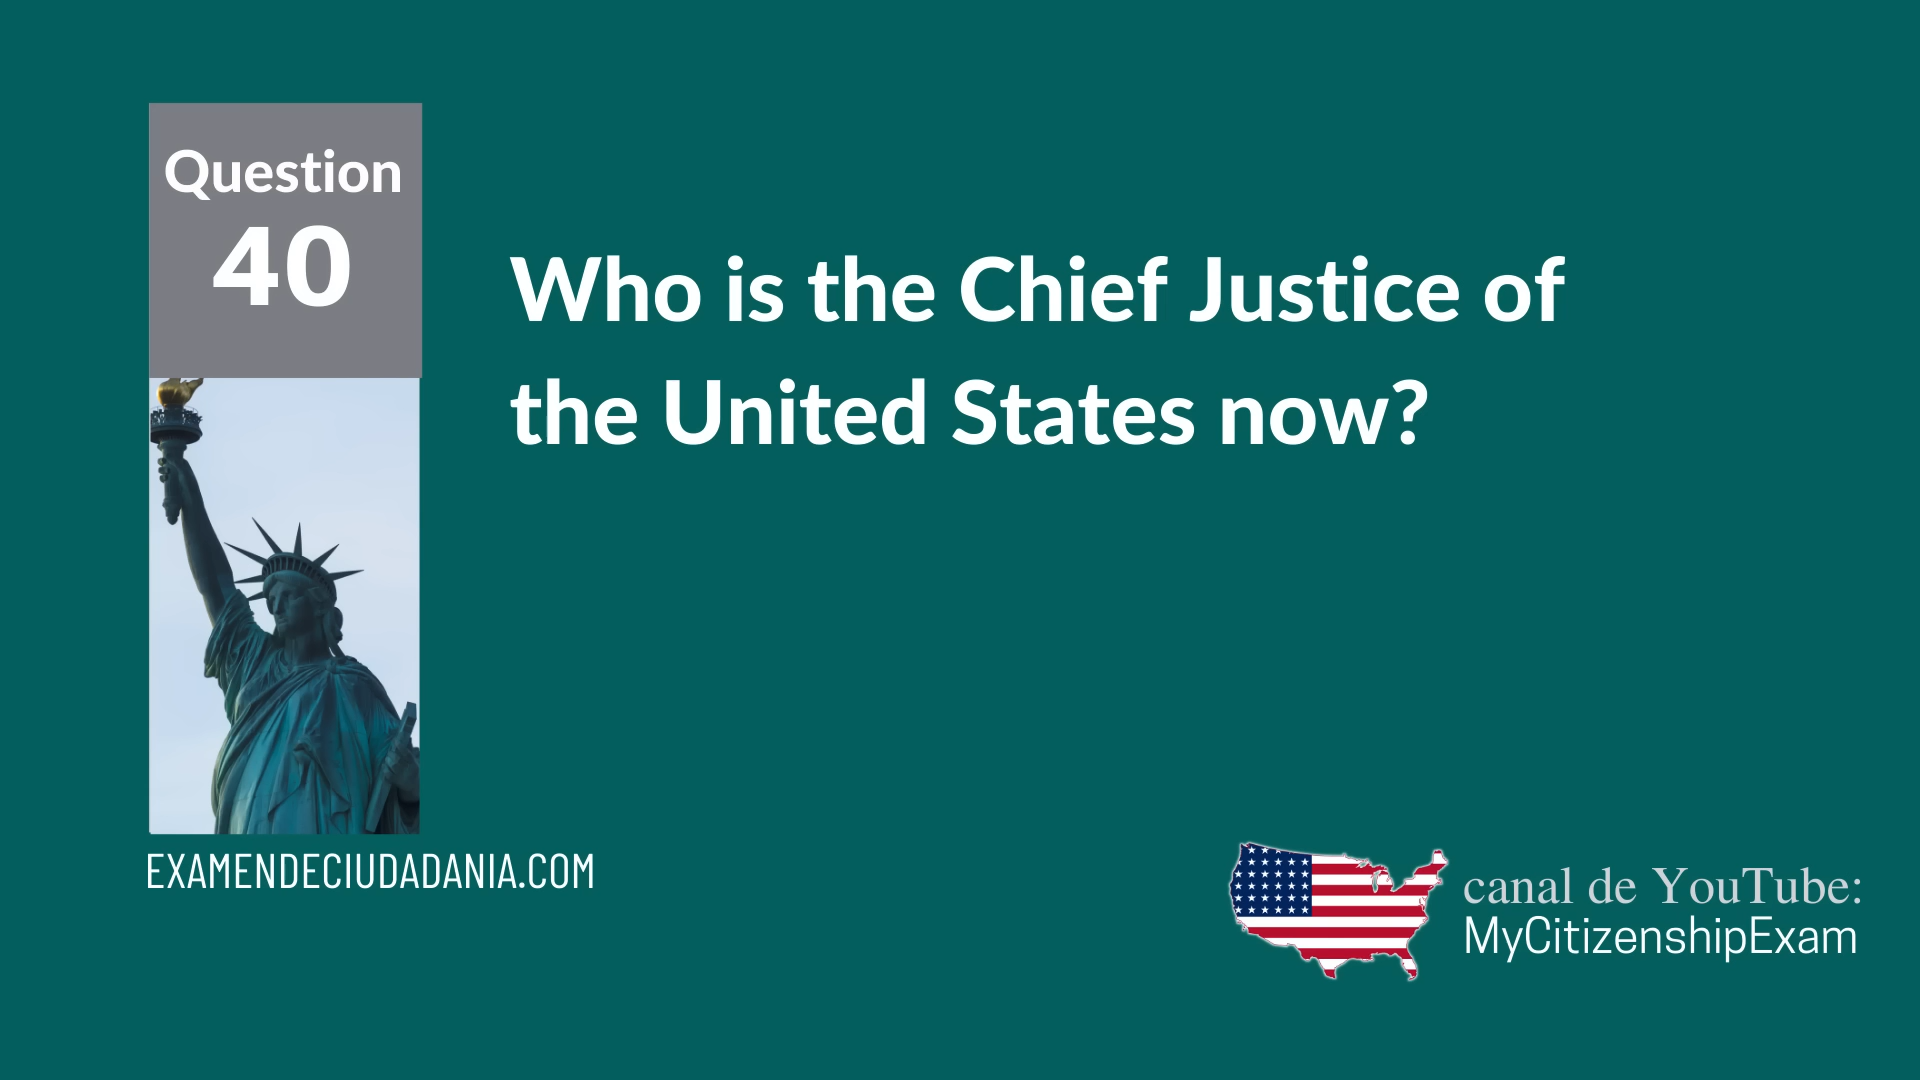 Question
40
Who is the Chief Justice of
the United States now?
EXAMENDECIUDADANIA.COM
canal de YouTube:
MyCitizenshipExam